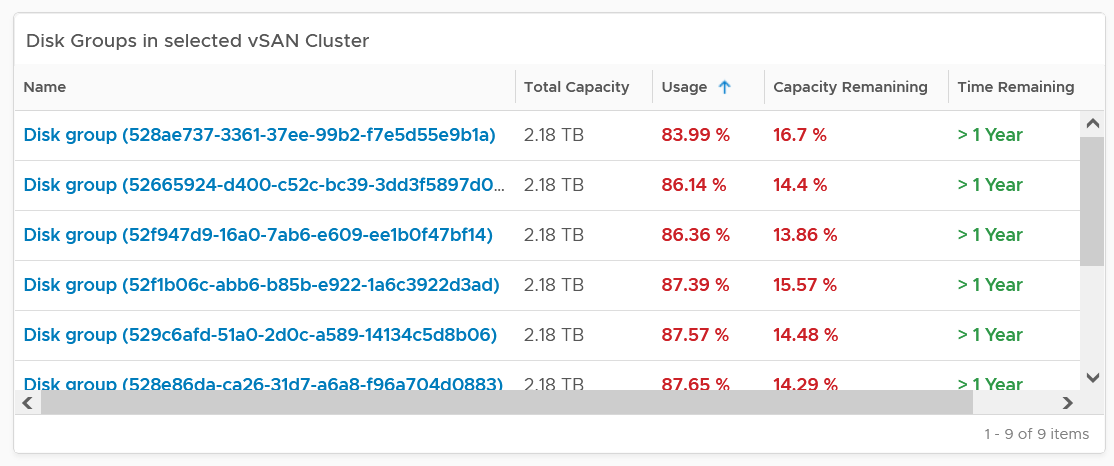 Disk Groups in selected vSAN Cluster
Name Total Capacity Usage Capacity Remanining Time Remaining
Disk group (528ae737-3361-37ee-99b2-f7e5d55e9b1a) 2.18 TB 83.99 % 16.7 % > 1 Year
Disk group (52665924-d400-c52c-bc39-3dd3f5897d0... 2.18 TB 86.14 % 14.4 % > 1 Year
Disk group (52f947d9-16a0-7ab6-e609-ee1b0f47bf14) 2.18 TB 86.36 % 13.86 % > 1 Year
Disk group (52f1b06c-abb6-b85b-e922-1a6c3922d3ad) 2.18 TB 87.39 % 15.57 % > 1 Year
Disk group (529c6afd-51a0-2d0c-a589-14134c5d8b06) 2.18 TB 87.57 % 14.48 % > 1 Year
Disk group (528e86da-ca26-31d7-a6a8-f96a704d0883) 2.18 TB 87.65 % 14.29 % > 1 Year
1 - 9 of 9 items